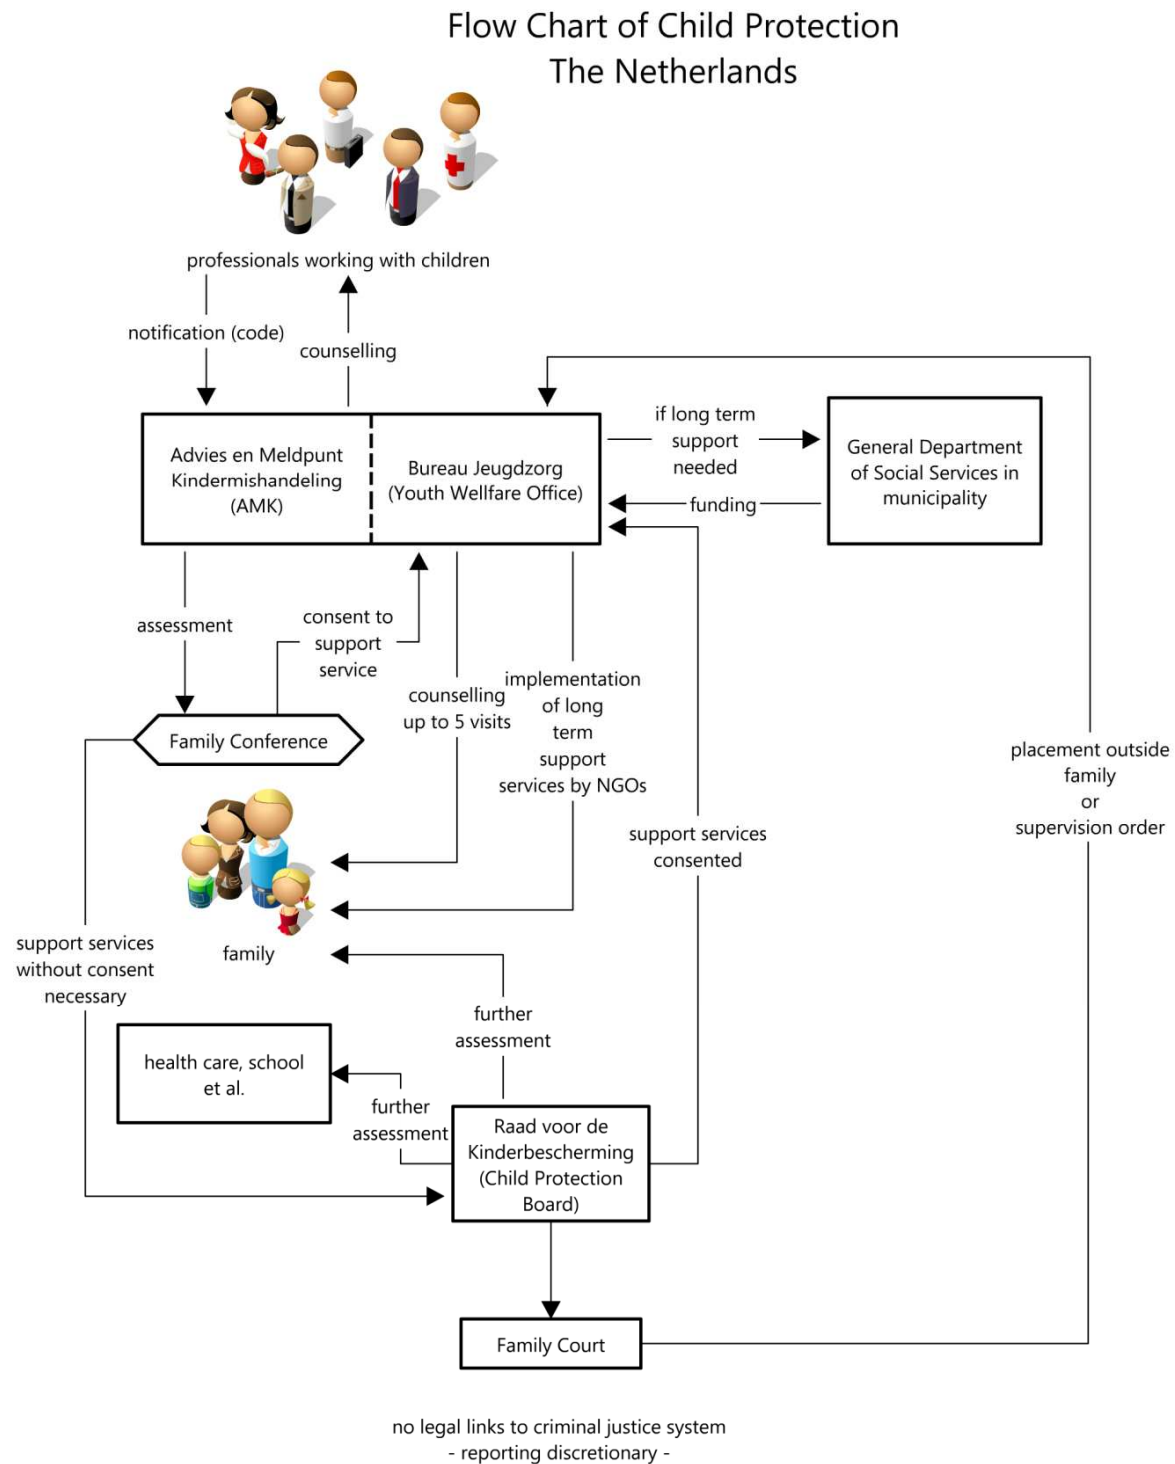 Flow Chart of Child Protection
The Netherlands
professionals working with children
notification (code)
counselling
Advies en Meldpunt
Kindermishandeling
(AMK)
Bureau Jeugdzorg
(Youth Wellfare Office)
if long term
support
needed
funding
General Department
of Social Services in
municipality
assessment
consent to
support
service
counselling
up to 5 visits
implementation
of long
term
support
services by NGOs
Family Conference
placement outside
family
or
supervision order
support services
consented
family
support services
without consent
necessary
further
assessment
health care, school
et al.
further
assessment
Raad voor de
Kinderbescherming
(Child Protection
Board)
Family Court
no legal links to criminal justice system
- reporting discretionary -